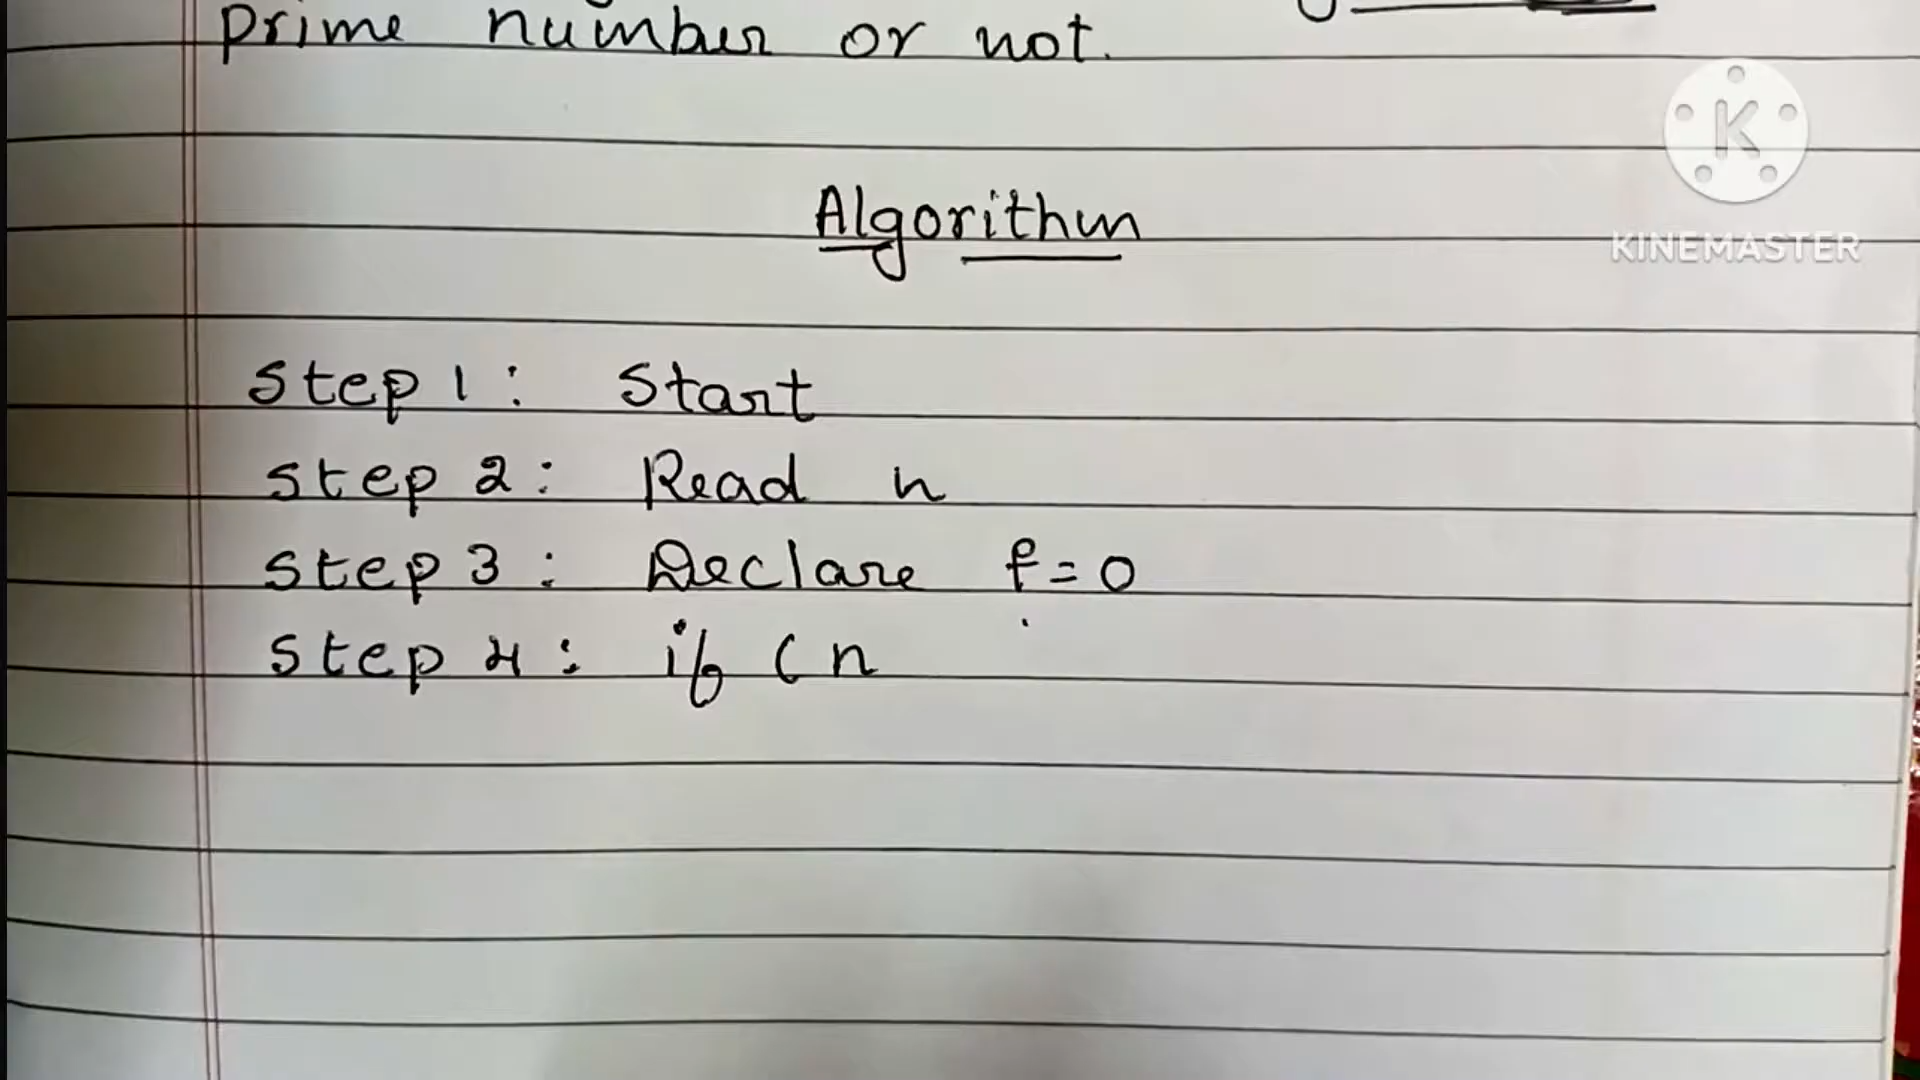 prime number or not.
Algorithm
K
KINEMASTER
Step 1 : Start
Step 2 : Read n
Step 3 : Declare f = 0
Step 4 : if ( n